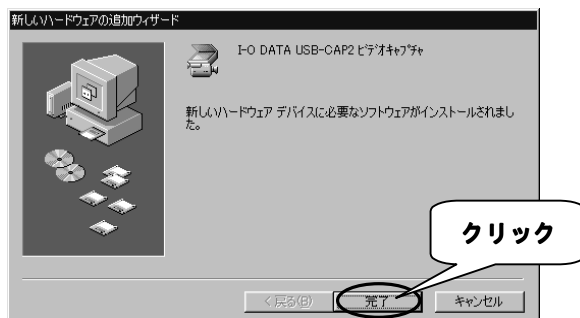 新しいハードウェアの追加ウィザード
I-O DATA USB-CAP2 ﾋﾞﾃﾞｵｷｬﾌﾟﾁｬ
新しいハードウェア デバイスに必要なソフトウェアがインストールされまし
た。
クリック
< 戻る(B)
完了
キャンセル